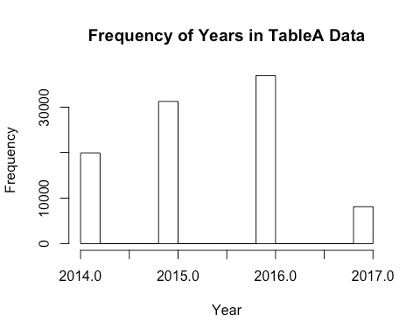 Frequency of Years in TableA Data
Frequency
30000
10000
0
2014.0 2015.0 2016.0 2017.0
Year